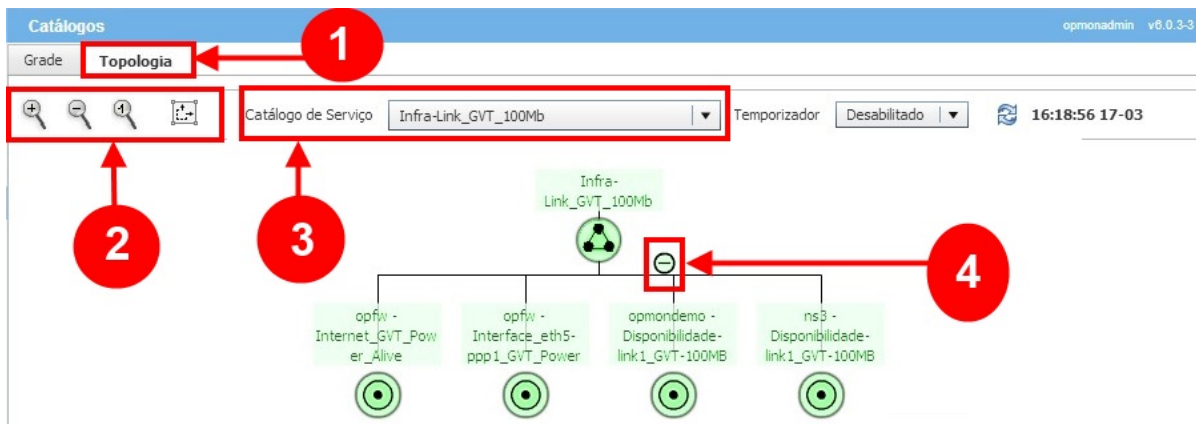 Catálogos
opmonadmin v6.0.3-3
Grade Topologia
1
Catálogo de Serviço Infra-Link_GVT_100Mb Temporizador Desabilitado 16:18:56 17-03
2
3
4
Infra-
Link_GVT_100Mb
opfw -
Internet_GVT_Pow
er_Alive
opfw -
Interface_eth5-
ppp1_GVT_Power
opmondemo -
Disponibilidade-
link1_GVT-100MB
ns3 -
Disponibilidade-
link1_GVT-100MB